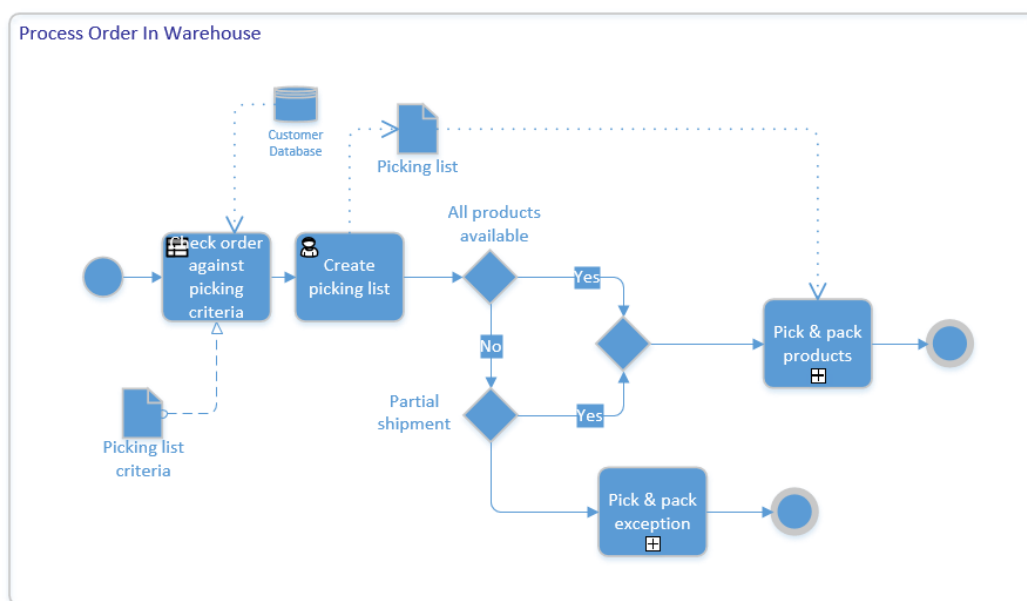 Process Order In Warehouse
Customer
Database
Picking list
All products
available
Check order
against
picking
criteria
Create
picking list
Yes
Pick & pack
products
No
Partial
shipment
Yes
Picking list
criteria
Pick & pack
exception